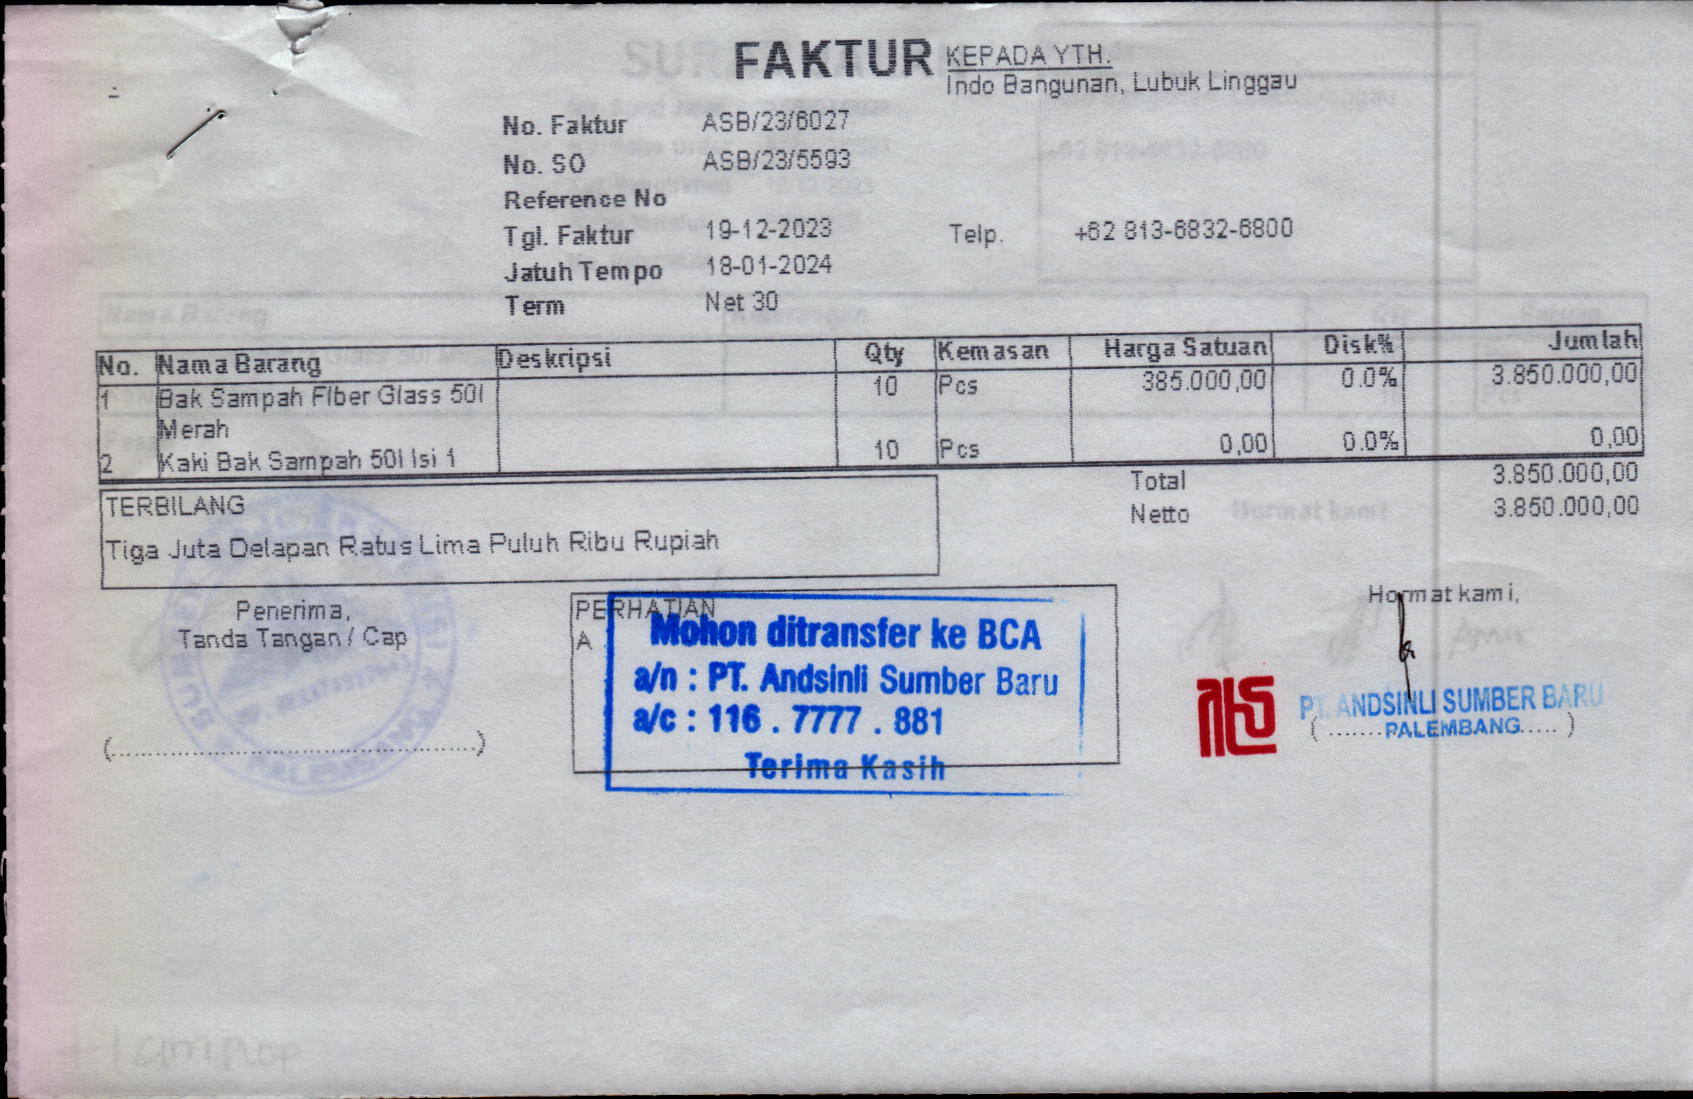 FAKTUR
KEPADA YTH.
Indo Bangunan, Lubuk Linggau
No. Faktur ASB/23/6027
No. SO ASB/23/5593
Reference No
Tgl. Faktur 19-12-2023 Telp. +62 813-6832-6800
Jatuh Tempo 18-01-2024
Term Net 30
No. Nama Barang Deskripsi Qty Kemasan Harga Satuan Disk% Jumlah
1 Bak Sampah Fiber Glass 50l 10 Pcs 385.000,00 0.0% 3.850.000,00
Merah
2 Kaki Bak Sampah 50l Isi 1 10 Pcs 0,00 0.0% 0,00
Total 3.850.000,00
Netto 3.850.000,00
TERBILANG
Tiga Juta Delapan Ratus Lima Puluh Ribu Rupiah
Penerima,
Tanda Tangan / Cap
(....................................................)
PERHATIAN
A
Mohon ditransfer ke BCA
a/n : PT. Andsinli Sumber Baru
a/c : 116 . 7777 . 881
Terima Kasih
Hormat kami,
PT. ANDSINLI SUMBER BARU
(.......PALEMBANG.....)